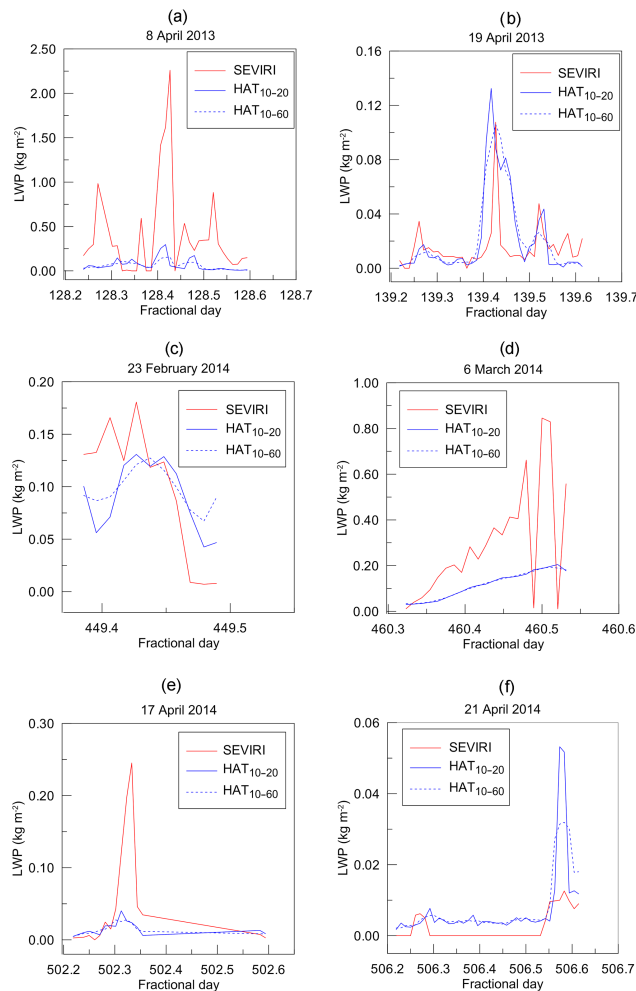 (a)
8 April 2013
2.50
2.00
1.50
1.00
0.50
0.00
LWP (kg m-2)
SEVIRI
HAT10–20
HAT10–60
128.2 128.3 128.4 128.5 128.6 128.7
Fractional day
(b)
19 April 2013
0.16
0.12
0.08
0.04
0.00
LWP (kg m-2)
SEVIRI
HAT10–20
HAT10–60
139.2 139.3 139.4 139.5 139.6 139.7
Fractional day
(c)
23 February 2014
0.20
0.15
0.10
0.05
0.00
LWP (kg m-2)
SEVIRI
HAT10–20
HAT10–60
449.4 449.5
Fractional day
(d)
6 March 2014
1.00
0.80
0.60
0.40
0.20
0.00
LWP (kg m-2)
SEVIRI
HAT10–20
HAT10–60
460.3 460.4 460.5 460.6
Fractional day
(e)
17 April 2014
0.30
0.20
0.10
0.00
LWP (kg m-2)
SEVIRI
HAT10–20
HAT10–60
502.2 502.3 502.4 502.5 502.6
Fractional day
(f)
21 April 2014
0.06
0.04
0.02
0.00
LWP (kg m-2)
SEVIRI
HAT10–20
HAT10–60
506.2 506.3 506.4 506.5 506.6 506.7
Fractional day